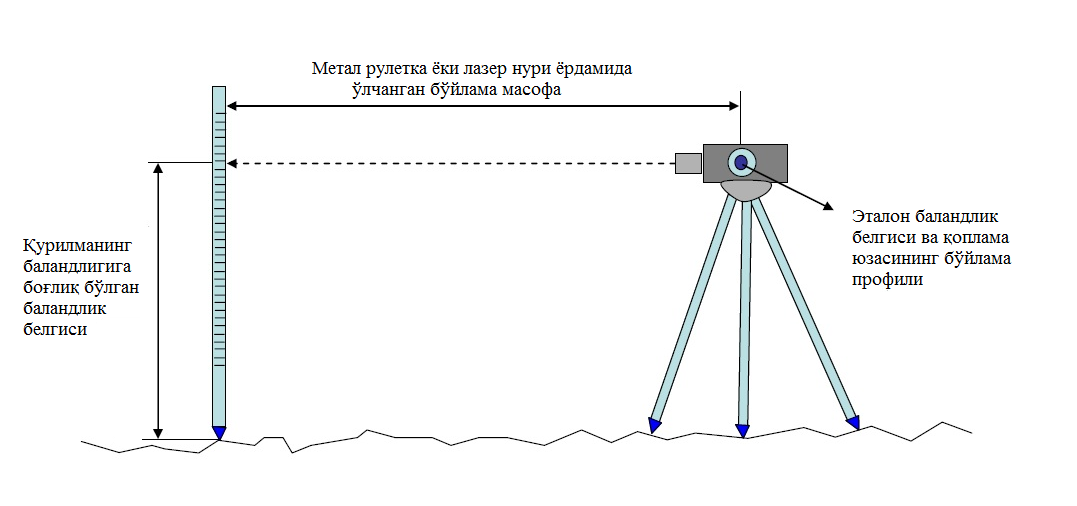 Метал рулетка ёки лазер нури ёрдамида
ўлчанган бўйлама масофа
Қурилманинг
баландлигига
боғлиқ бўлган
баландлик
белгиси
Эталон баландлик
белгиси ва қоплама
юзасининг бўйлама
профили